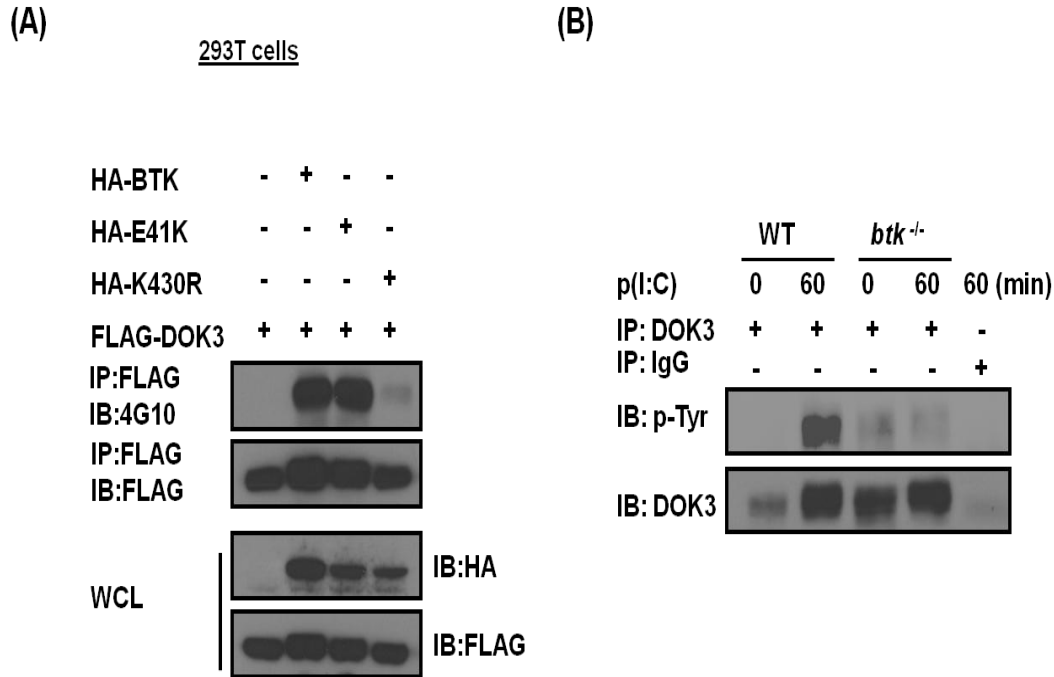 (A)
293T cells
HA-BTK - + - -
HA-E41K - - + -
HA-K430R - - - +
FLAG-DOK3 + + + +
IP:FLAG
IB:4G10
IP:FLAG
IB:FLAG
WCL
IB:HA
IB:FLAG
(B)
WT btk -/-
p(I:C) 0 60 0 60 60 (min)
IP: DOK3 + + + + -
IP: IgG - - - - +
IB: p-Tyr
IB: DOK3